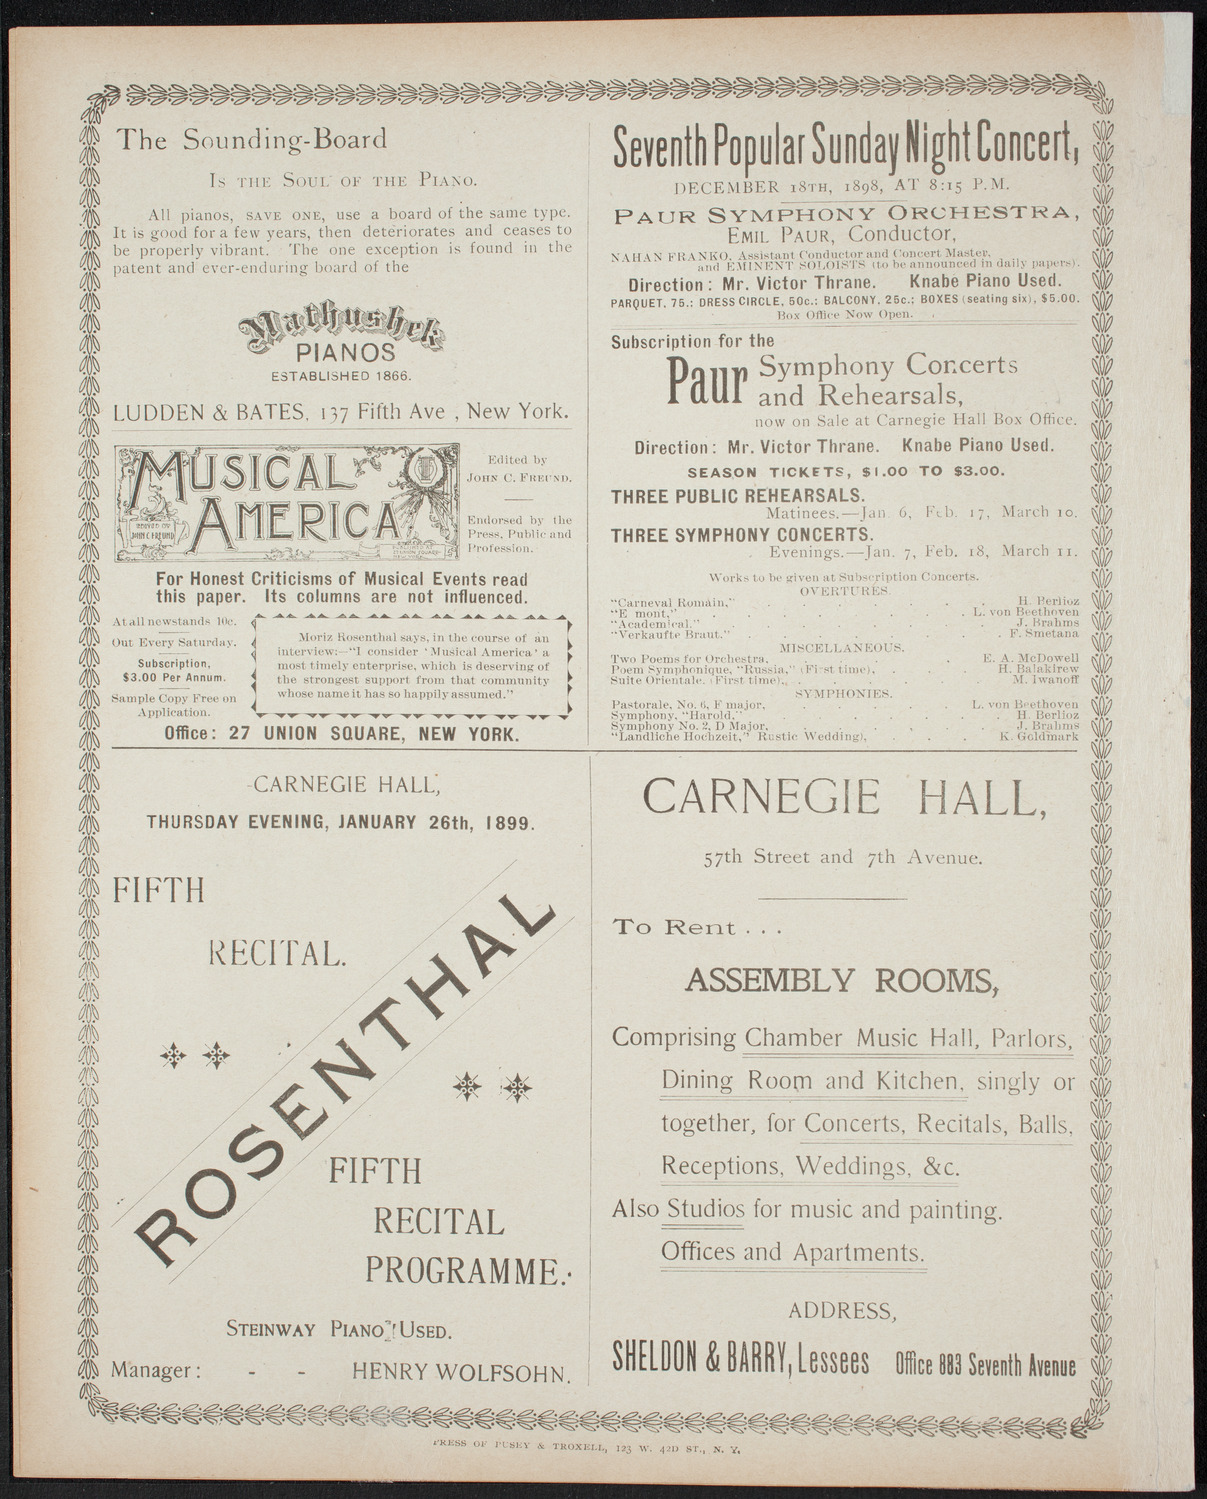 The Sounding-Board
Is the Soul of the Piano.
All pianos, save one, use a board of the same type.
It is good for a few years, then deteriorates and ceases to
be properly vibrant. The one exception is found in the
patent and ever-enduring board of the
Mathushek
PIANOS
ESTABLISHED 1866.
LUDDEN & BATES, 137 Fifth Ave, New York.
MUSICAL
AMERICA
EDITED BY
JOHN C. FREUND
Edited by
John C. Freund.
Endorsed by the
Press, Public and
Profession.
For Honest Criticisms of Musical Events read
this paper. Its columns are not influenced.
At all newstands 10c.
Out Every Saturday.
Subscription,
$3.00 Per Annum.
Sample Copy Free on
Application.
Moriz Rosenthal says, in the course of an
interview:—"I consider 'Musical America' a
most timely enterprise, which is deserving of
the strongest support from that community
whose name it has so happily assumed."
Office: 27 UNION SQUARE, NEW YORK.
Seventh Popular Sunday Night Concert,
DECEMBER 18TH, 1898, AT 8:15 P.M.
PAUR SYMPHONY ORCHESTRA,
EMIL PAUR, Conductor,
NAHAN FRANKO, Assistant Conductor and Concert Master,
and EMINENT SOLOISTS (to be announced in daily papers).
Direction: Mr. Victor Thrane. Knabe Piano Used.
PARQUET, 75.; DRESS CIRCLE, 50c.; BALCONY, 25c.; BOXES (seating six), $5.00.
Box Office Now Open.
Subscription for the
Paur Symphony Concerts
and Rehearsals,
now on Sale at Carnegie Hall Box Office.
Direction: Mr. Victor Thrane. Knabe Piano Used.
SEASON TICKETS, $1.00 TO $3.00.
THREE PUBLIC REHEARSALS.
Matinees.—Jan. 6, Feb. 17, March 10.
THREE SYMPHONY CONCERTS.
Evenings.—Jan. 7, Feb. 18, March 11.
Works to be given at Subscription Concerts.
OVERTURES.
"Carneval Romain," . . . . . . H. Berlioz
"E mont," . . . . . . L. von Beethoven
"Academical," . . . . . . J. Brahms
"Verkaufte Braut." . . . . . . F. Smetana
MISCELLANEOUS.
Two Poems for Orchestra, . . . . E. A. McDowell
Poem Symphonique, "Russia," (First time), . . . . H. Balakirew
Suite Orientale. (First time), . . . . . M. Iwanoff
SYMPHONIES.
Pastorale, No. 6, F major, . . . . . L. von Beethoven
Symphony, "Harold," . . . . . . H. Berlioz
Symphony No. 2, D Major, . . . . . . J. Brahms
"Landliche Hochzeit," Rustic Wedding), . . . . K. Goldmark
CARNEGIE HALL,
THURSDAY EVENING, JANUARY 26th, 1899.
FIFTH
RECITAL.
ROSENTHAL
FIFTH
RECITAL
PROGRAMME.
Steinway Piano Used.
Manager: - - HENRY WOLFSOHN.
CARNEGIE HALL,
57th Street and 7th Avenue.
To Rent . . .
ASSEMBLY ROOMS,
Comprising Chamber Music Hall, Parlors,
Dining Room and Kitchen, singly or
together, for Concerts, Recitals, Balls,
Receptions, Weddings, &c.
Also Studios for music and painting.
Offices and Apartments.
ADDRESS,
SHELDON & BARRY, Lessees Office 883 Seventh Avenue
PRESS OF PUSEY & TROXELL, 123 W. 42D ST., N. Y.